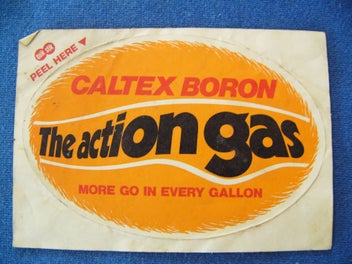 PEEL HERE
CALTEX BORON
The action gas
MORE GO IN EVERY GALLON